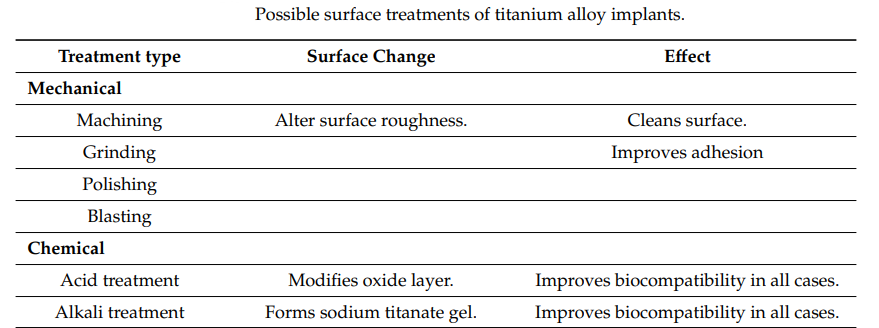 Possible surface treatments of titanium alloy implants.
Treatment type Surface Change Effect
Mechanical
Machining Alter surface roughness. Cleans surface.
Grinding Improves adhesion
Polishing
Blasting
Chemical
Acid treatment Modifies oxide layer. Improves biocompatibility in all cases.
Alkali treatment Forms sodium titanate gel. Improves biocompatibility in all cases.